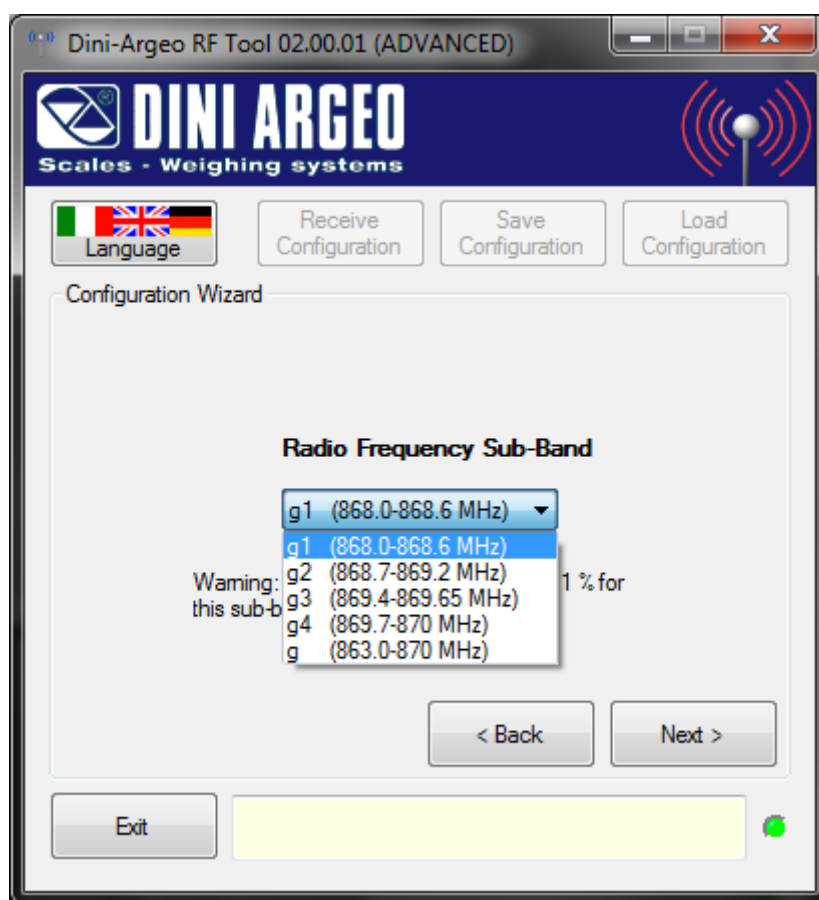 Dini-Argeo RF Tool 02.00.01 (ADVANCED)
DINI ARGEO
Scales - Weighing systems
Language
Receive
Configuration
Save
Configuration
Load
Configuration
Configuration Wizard
Radio Frequency Sub-Band
g1 (868.0-868.6 MHz)
g1 (868.0-868.6 MHz)
g2 (868.7-869.2 MHz)
g3 (869.4-869.65 MHz)
g4 (869.7-870 MHz)
g (863.0-870 MHz)
Warning: 1 % for
this sub-b
< Back
Next >
Exit